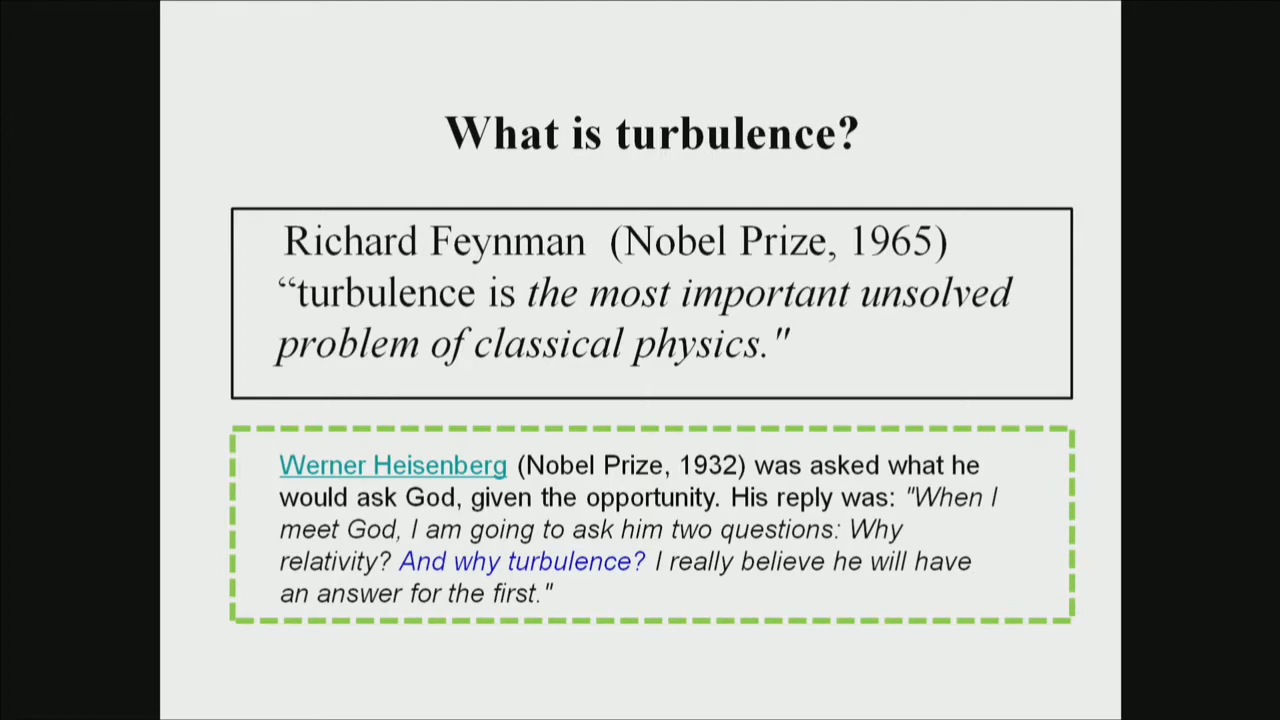 What is turbulence?
Richard Feynman (Nobel Prize, 1965)
“turbulence is the most important unsolved
problem of classical physics."
Werner Heisenberg (Nobel Prize, 1932) was asked what he
would ask God, given the opportunity. His reply was: "When I
meet God, I am going to ask him two questions: Why
relativity? And why turbulence? I really believe he will have
an answer for the first."